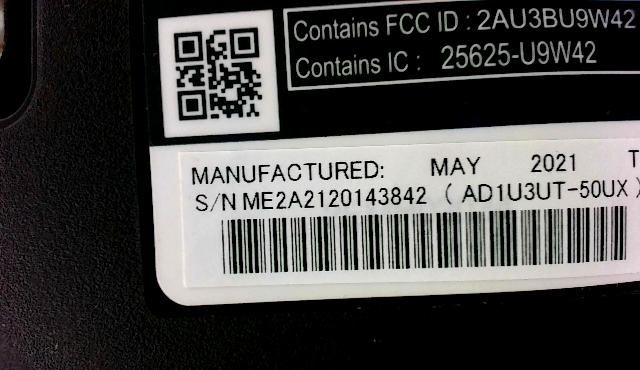 Contains FCC ID : 2AU3BU9W42
Contains IC : 25625-U9W42
MANUFACTURED: MAY 2021 T
S/N ME2A2120143842 ( AD1U3UT-50UX )